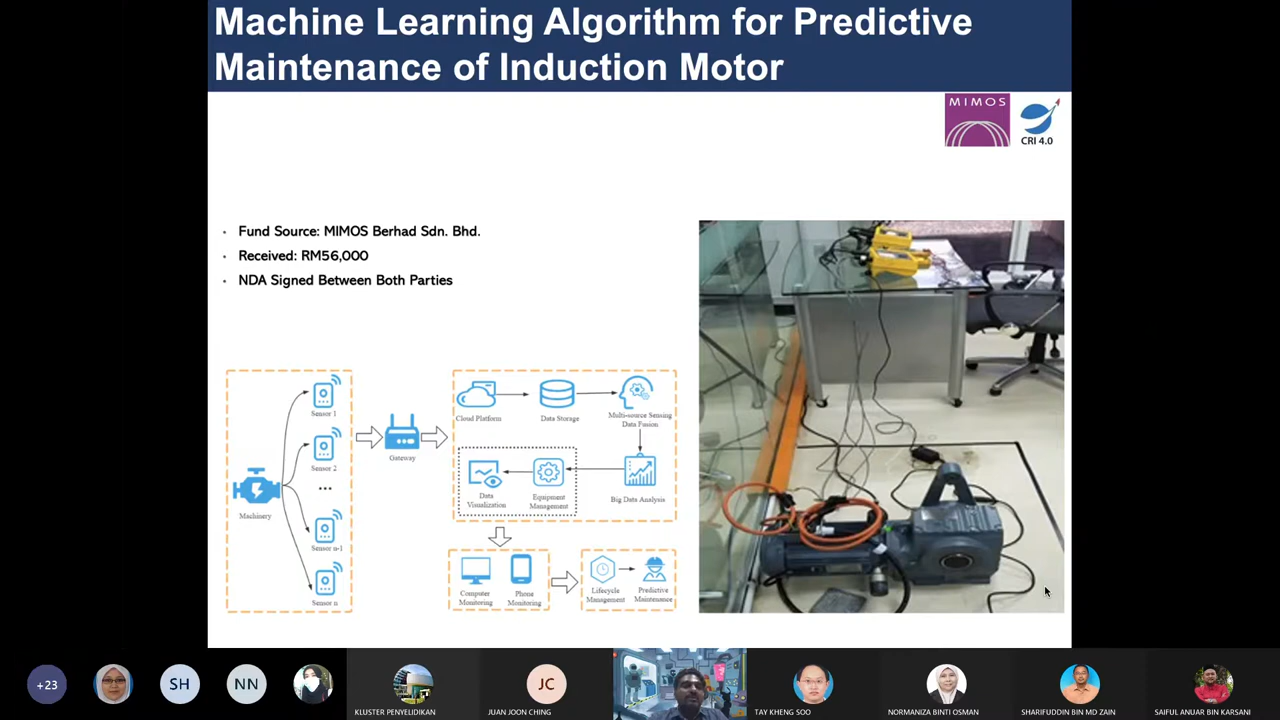 Machine Learning Algorithm for Predictive
Maintenance of Induction Motor
MIMOS
CRI 4.0
• Fund Source: MIMOS Berhad Sdn. Bhd.
• Received: RM56,000
• NDA Signed Between Both Parties
Machinery
Sensor 1
Sensor 2
...
Sensor n-1
Sensor n
Gateway
Cloud Platform
Data Storage
Multi-source Sensing
Data Fusion
Data
Visualization
Equipment
Management
Big Data Analysis
Computer
Monitoring
Phone
Monitoring
Lifecycle
Management
Predictive
Maintenance
+23
SH
NN
KLUSTER PENYELIDIKAN
JC
JUAN JOON CHING
TAY KHENG SOO
NORMANIZA BINTI OSMAN
SHARIFUDDIN BIN MD ZAIN
SAIFUL ANUAR BIN KARSANI